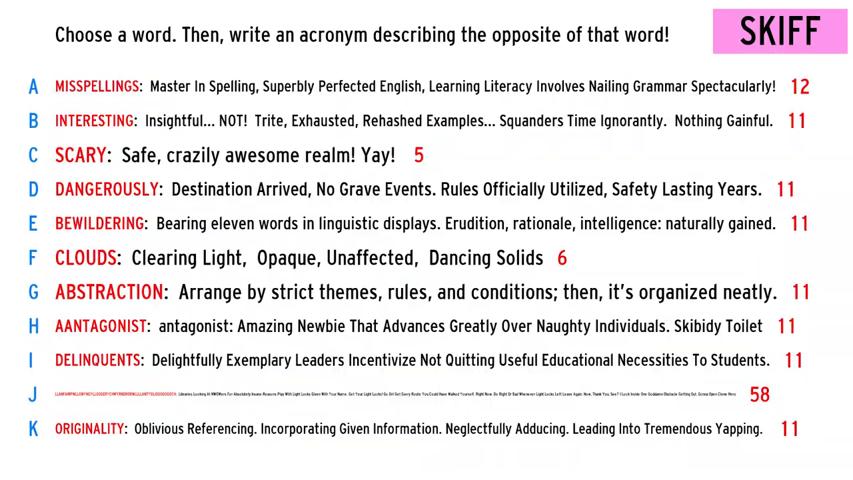 Choose a word. Then, write an acronym describing the opposite of that word!
SKIFF
A MISSPELLINGS: Master In Spelling, Superbly Perfected English, Learning Literacy Involves Nailing Grammar Spectacularly! 12
B INTERESTING: Insightful... NOT! Trite, Exhausted, Rehashed Examples... Squanders Time Ignorantly. Nothing Gainful. 11
C SCARY: Safe, crazily awesome realm! Yay! 5
D DANGEROUSLY: Destination Arrived, No Grave Events. Rules Officially Utilized, Safety Lasting Years. 11
E BEWILDERING: Bearing eleven words in linguistic displays. Erudition, rationale, intelligence: naturally gained. 11
F CLOUDS: Clearing Light, Opaque, Unaffected, Dancing Solids 6
G ABSTRACTION: Arrange by strict themes, rules, and conditions; then, it's organized neatly. 11
H AANTAGONIST: antagonist: Amazing Newbie That Advances Greatly Over Naughty Individuals. Skibidy Toilet 11
I DELINQUENTS: Delightfully Exemplary Leaders Incentivize Not Quitting Useful Educational Necessities To Students. 11
J 58
K ORIGINALITY: Oblivious Referencing. Incorporating Given Information. Neglectfully Adducing. Leading Into Tremendous Yapping. 11